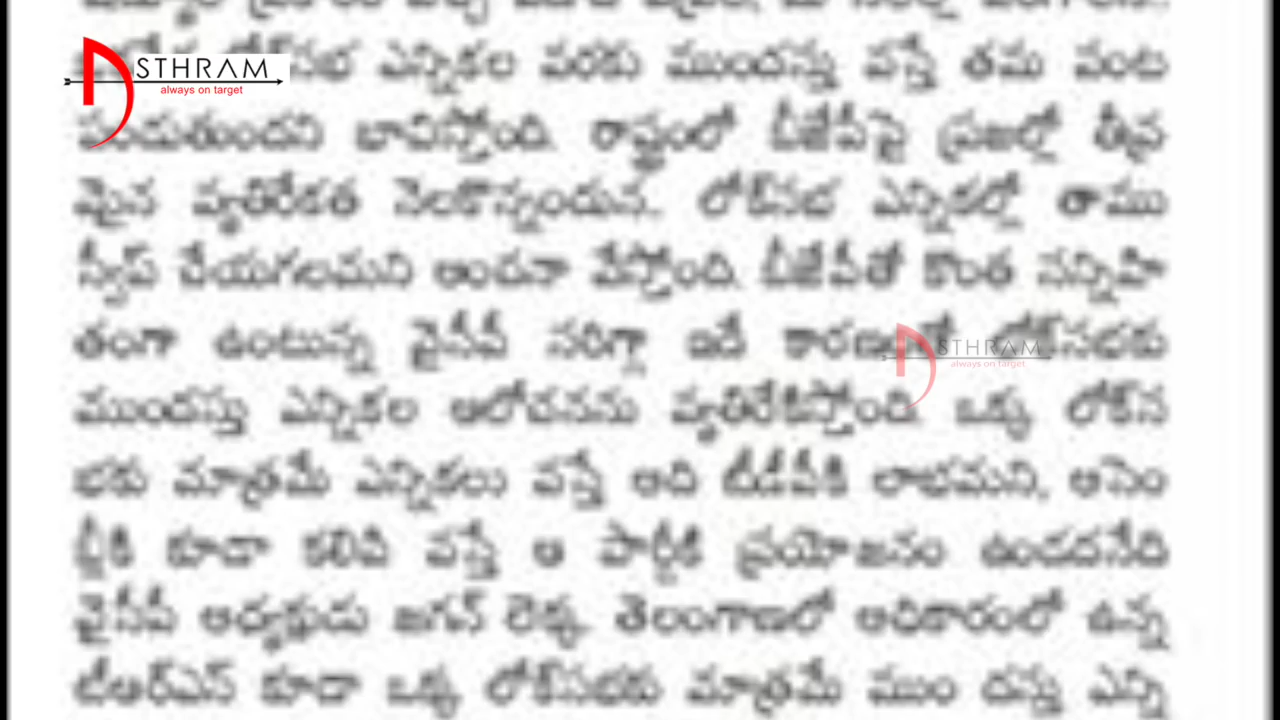 STHRAM
always on target
లోక్‌సభ ఎన్నికల వరకు ముందస్తు వస్తే తమ పంట
పండుతుందని భావిస్తోంది. రాష్ట్రంలో బీజేపీపై ప్రజల్లో తీవ్ర
మైన వ్యతిరేకత నెలకొన్నందున.. లోక్‌సభ ఎన్నికల్లో తాము
స్వీప్ చేయగలమని అంచనా వేస్తోంది. బీజేపీతో కొంత సన్నిహి
తంగా ఉంటున్న వైసీపీ సరిగ్గా ఇదే కారణంతో లోక్‌సభకు
STHRAM
always on target
ముందస్తు ఎన్నికల ఆలోచనను వ్యతిరేకిస్తోంది. ఒక్క లోక్‌స
భకు మాత్రమే ఎన్నికలు వస్తే అది టీడీపీకి లాభమని, అసెం
బ్లీకి కూడా కలిపి వస్తే ఆ పార్టీకి ప్రయోజనం ఉండదనేది
వైసీపీ అధ్యక్షుడు జగన్ లెక్క. తెలంగాణలో అధికారంలో ఉన్న
టీఆర్ఎస్ కూడా ఒక్క లోక్‌సభకు మాత్రమే ముం దస్తు ఎన్ని